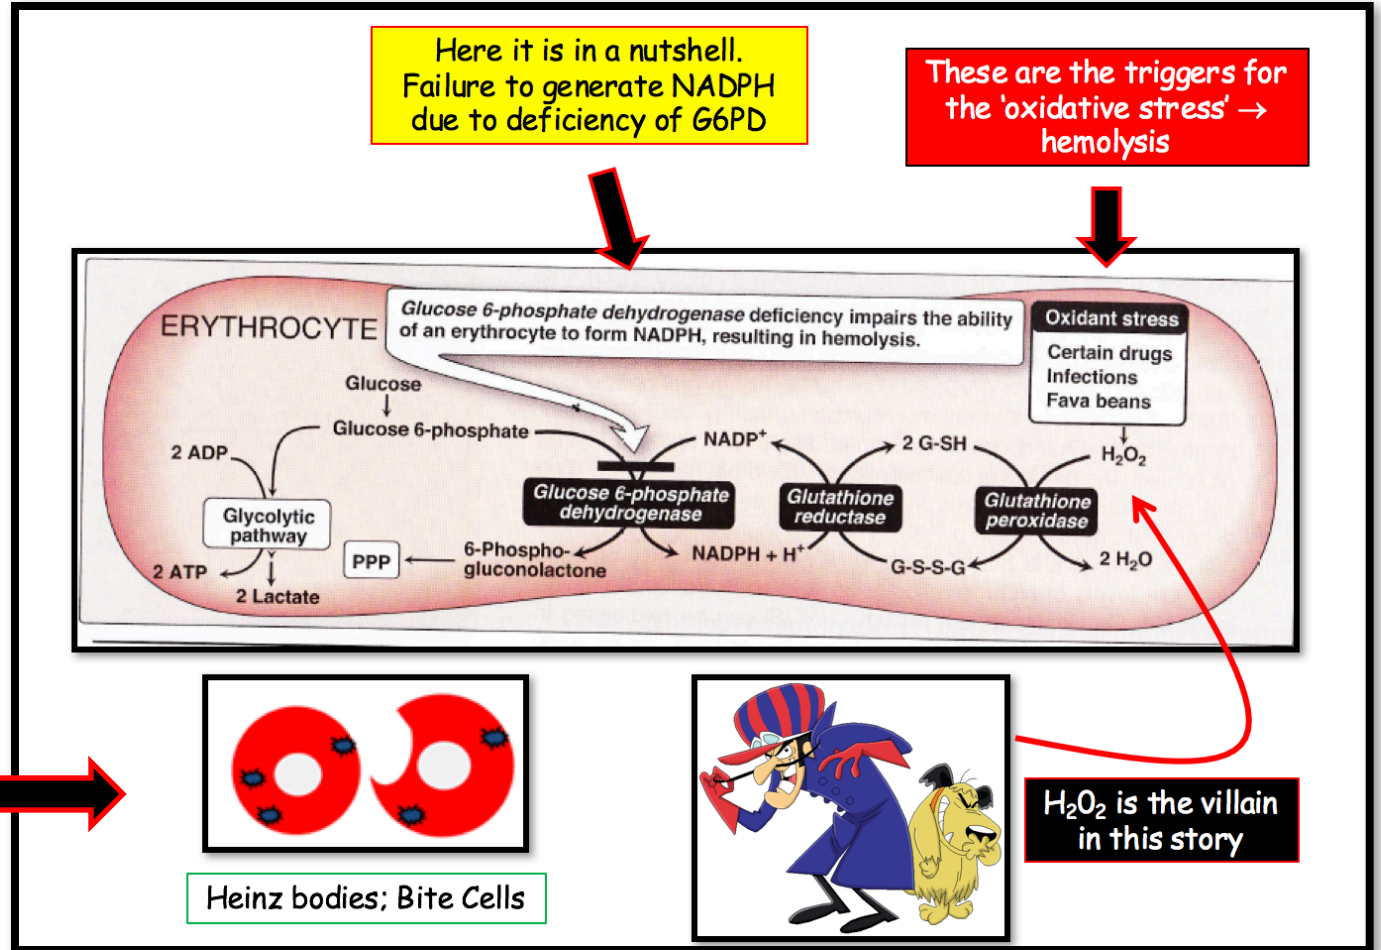 Here it is in a nutshell.
Failure to generate NADPH
due to deficiency of G6PD
These are the triggers for
the ‘oxidative stress’ →
hemolysis
ERYTHROCYTE
Glucose 6-phosphate dehydrogenase deficiency impairs the ability
of an erythrocyte to form NADPH, resulting in hemolysis.
Oxidant stress
Certain drugs
Infections
Fava beans
Glucose
Glucose 6-phosphate
2 ADP
NADP⁺
2 G-SH
H₂O₂
Glycolytic
pathway
Glucose 6-phosphate
dehydrogenase
Glutathione
reductase
Glutathione
peroxidase
2 ATP
2 Lactate
PPP
6-Phospho-
gluconolactone
NADPH + H⁺
G-S-S-G
2 H₂O
Heinz bodies; Bite Cells
H₂O₂ is the villain
in this story